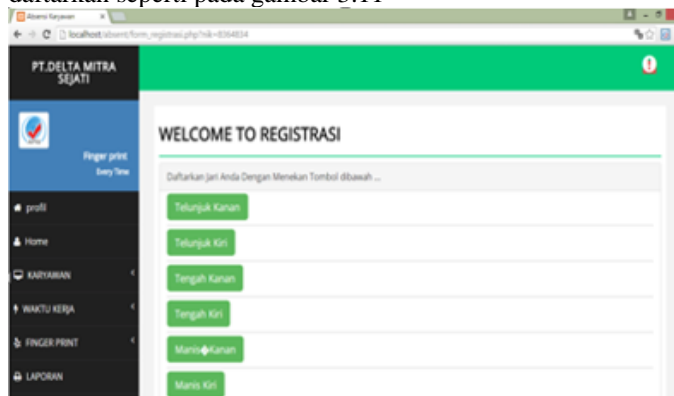 daftarkan seperti pada gambar 3.11
Absensi Karyawan
localhost/absent/form_registrasi.php?nik=8364834
PT.DELTA MITRA
SEJATI
Finger print
Every Time
profil
Home
KARYAWAN
WAKTU KERJA
FINGER PRINT
LAPORAN
WELCOME TO REGISTRASI
Daftarkan Jari Anda Dengan Menekan Tombol dibawah ...
Telunjuk Kanan
Telunjuk Kiri
Tengah Kanan
Tengah Kiri
Manis�Kanan
Manis Kiri